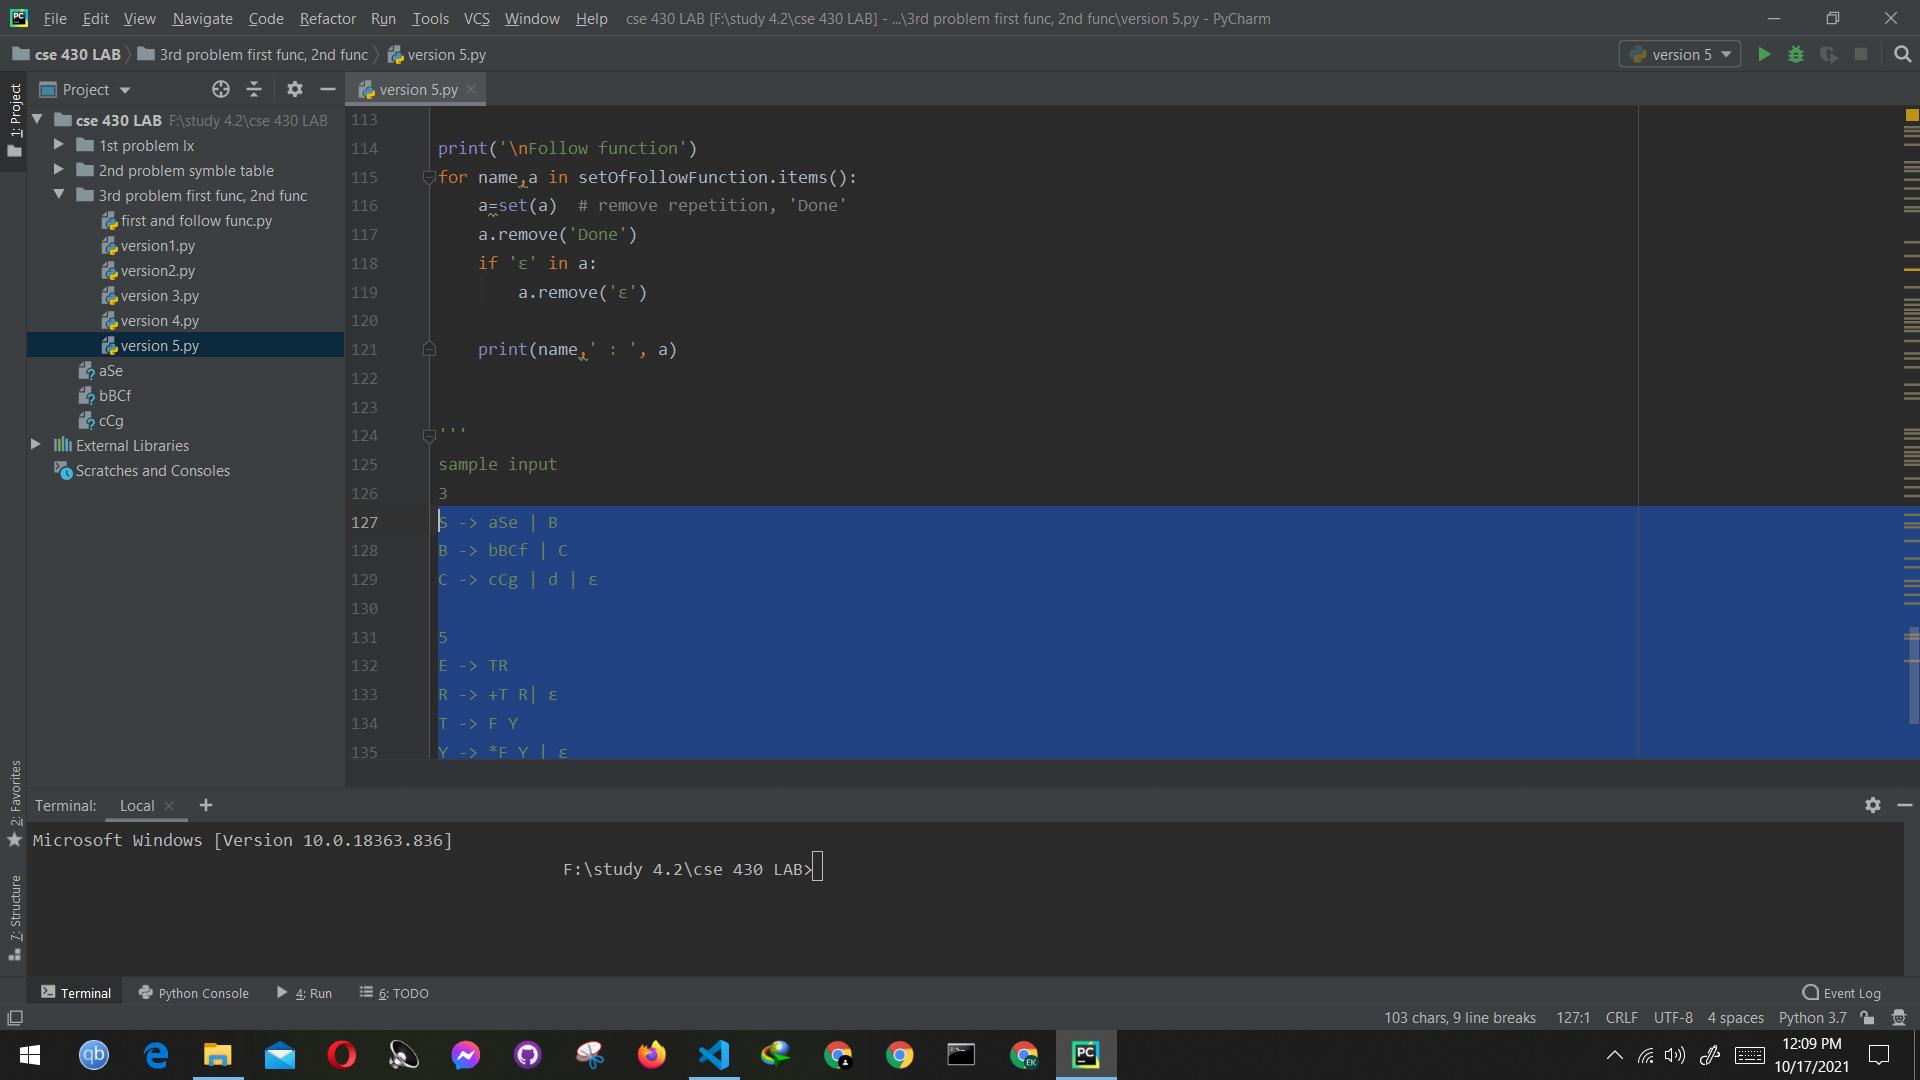 File Edit View Navigate Code Refactor Run Tools VCS Window Help cse 430 LAB [F:\study 4.2\cse 430 LAB] - ...\3rd problem first func, 2nd func\version 5.py - PyCharm
cse 430 LAB 3rd problem first func, 2nd func version 5.py version 5
1: Project
Project
version 5.py
cse 430 LAB F:\study 4.2\cse 430 LAB
1st problem lx
2nd problem symble table
3rd problem first func, 2nd func
first and follow func.py
version1.py
version2.py
version 3.py
version 4.py
version 5.py
aSe
bBCf
cCg
External Libraries
Scratches and Consoles
113
114 print('\nFollow function')
115 for name,a in setOfFollowFunction.items():
116 a=set(a) # remove repetition, 'Done'
117 a.remove('Done')
118 if 'ε' in a:
119 a.remove('ε')
120
121 print(name,' : ', a)
122
123
124 '''
125 sample input
126 3
127 S -> aSe | B
128 B -> bBCf | C
129 C -> cCg | d | ε
130
131 5
132 E -> TR
133 R -> +T R| ε
134 T -> F Y
135 Y -> *F Y | ε
2: Favorites
7: Structure
Terminal: Local
Microsoft Windows [Version 10.0.18363.836]
F:\study 4.2\cse 430 LAB>
Terminal Python Console 4: Run 6: TODO Event Log
103 chars, 9 line breaks 127:1 CRLF UTF-8 4 spaces Python 3.7
qb
EK
PC
12:09 PM
10/17/2021